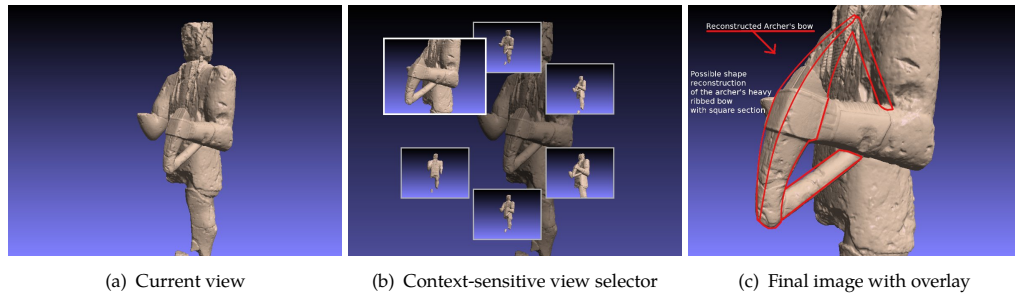 Reconstructed Archer's bow
Possible shape
reconstruction
of the archer's heavy
ribbed bow
with square section
(a) Current view
(b) Context-sensitive view selector
(c) Final image with overlay